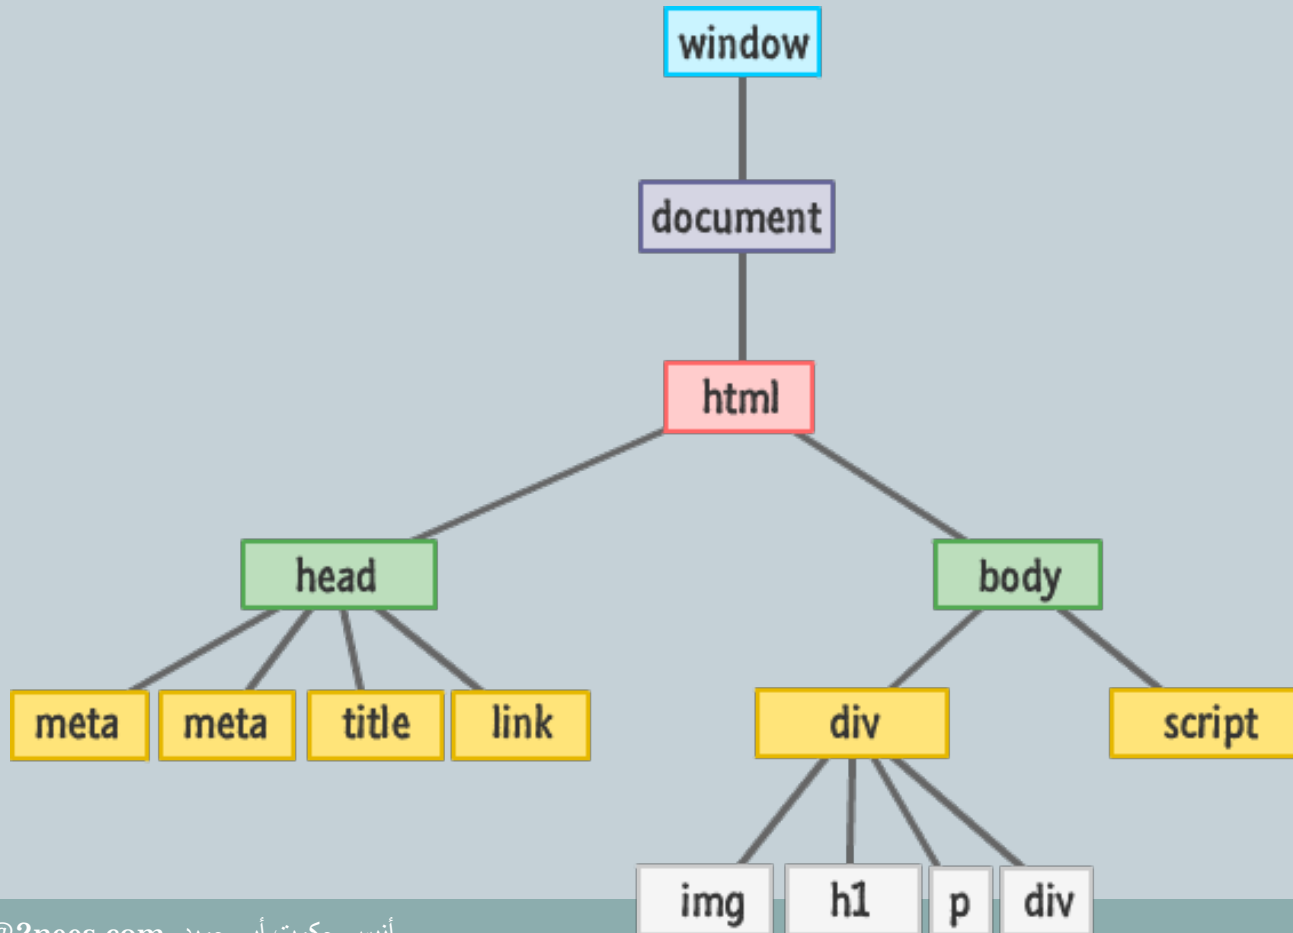 window
document
html
head body
meta meta title link div script
img h1 p div